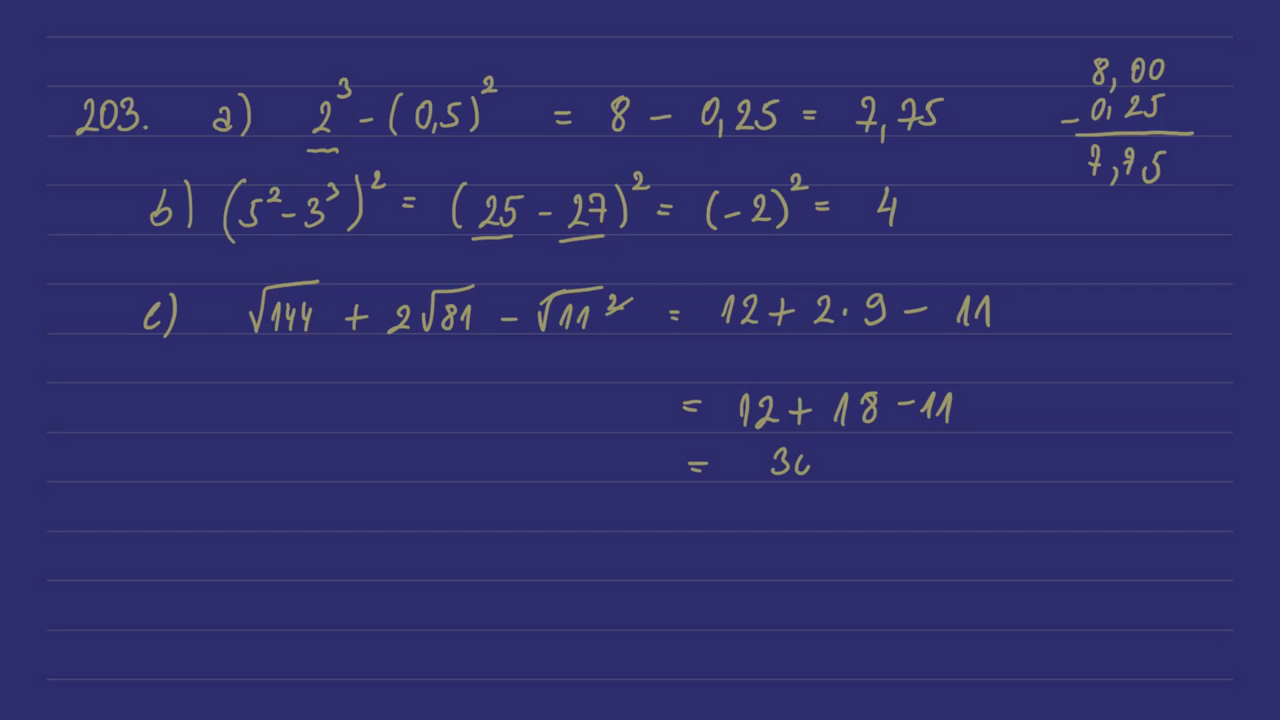 203. a) 2³ - (0,5)² = 8 - 0,25 = 7,75
8,00
- 0,25
7,75
b) (5² - 3³)² = (25 - 27)² = (-2)² = 4
c) √144 + 2√81 - √11² = 12 + 2 · 9 - 11
= 12 + 18 - 11
= 3